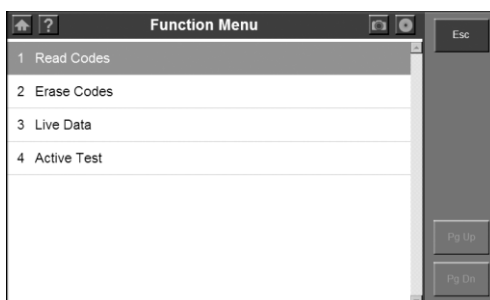 ?
Function Menu
Esc
1 Read Codes
2 Erase Codes
3 Live Data
4 Active Test
Pg Up
Pg Dn